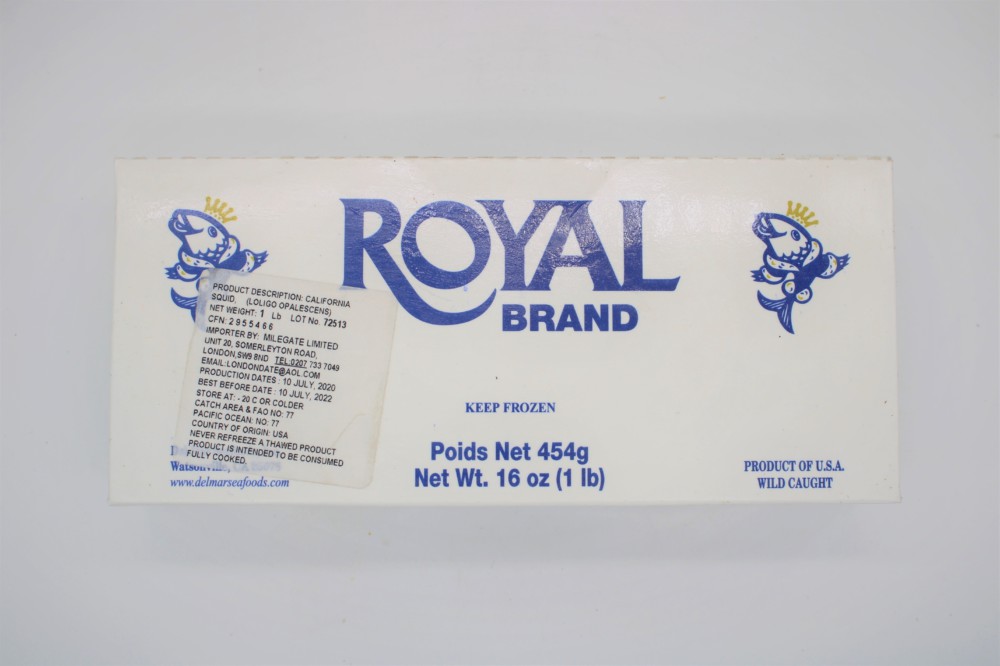 ROYAL
BRAND
PRODUCT DESCRIPTION: CALIFORNIA
SQUID, (LOLIGO OPALESCENS)
NET WEIGHT: 1 Lb LOT No. 72513
CFN: 2 9 5 5 4 6 6
IMPORTER BY: MILEGATE LIMITED
UNIT 20, SOMERLEYTON ROAD,
LONDON,SW9 8ND TEL:0207 733 7049
EMAIL:LONDONDATE@AOL.COM
PRODUCTION DATES : 10 JULY, 2020
BEST BEFORE DATE : 10 JULY, 2022
STORE AT: - 20 C OR COLDER
CATCH AREA & FAO NO: 77
PACIFIC OCEAN: NO: 77
COUNTRY OF ORIGIN: USA
NEVER REFREEZE A THAWED PRODUCT
PRODUCT IS INTENDED TO BE CONSUMED
FULLY COOKED.
Watsonville,
www.delmarseafoods.com
KEEP FROZEN
Poids Net 454g
Net Wt. 16 oz (1 lb)
PRODUCT OF U.S.A.
WILD CAUGHT